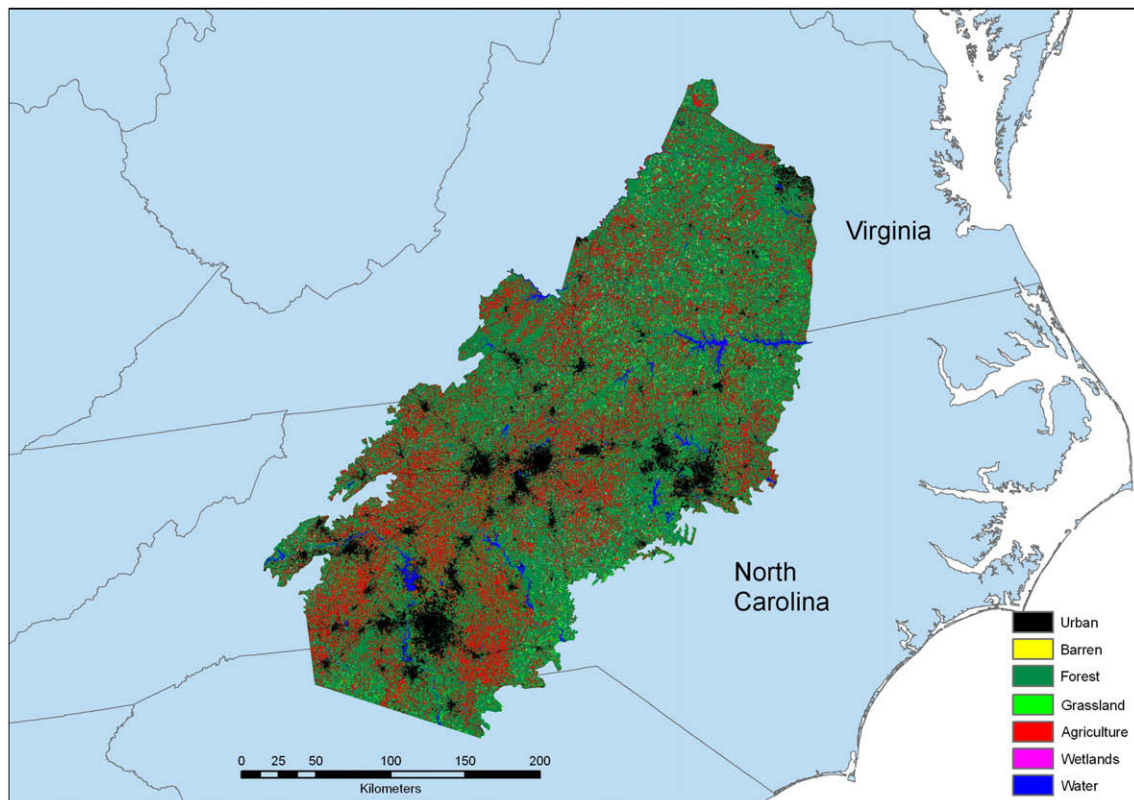 Virginia
North
Carolina
Urban
Barren
Forest
Grassland
Agriculture
Wetlands
Water
0 25 50 100 150 200
Kilometers